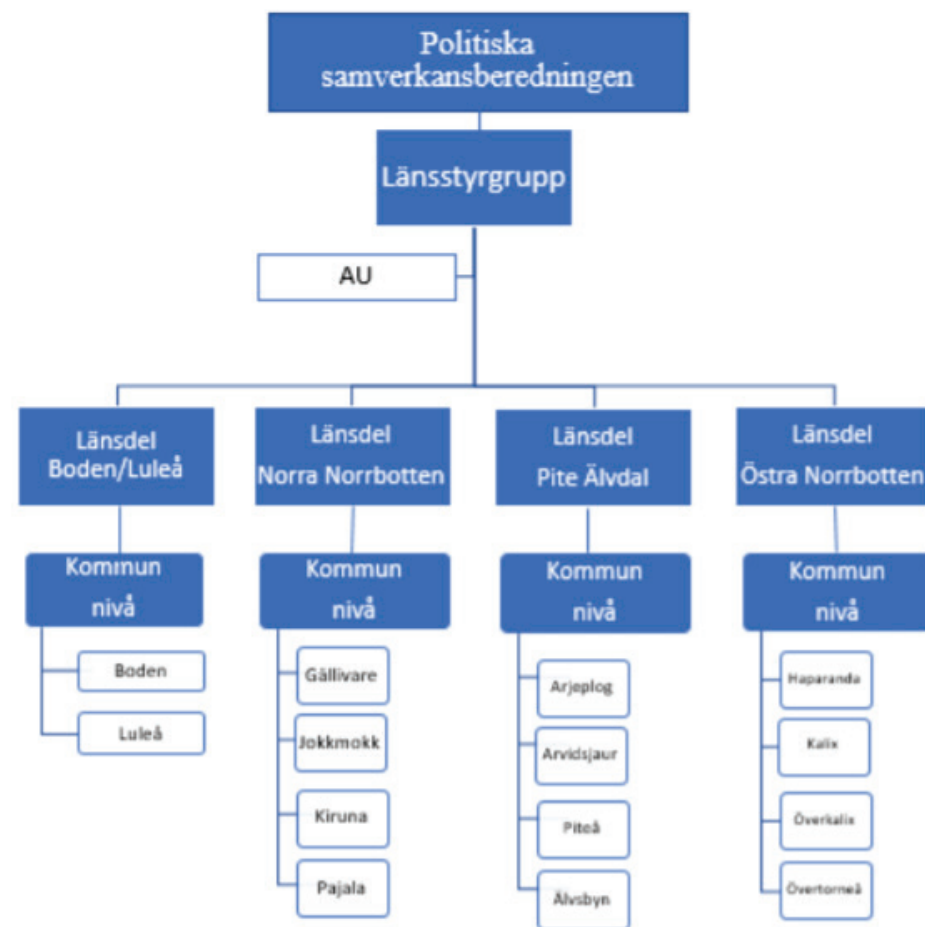 Politiska
samverkansberedningen
Länsstyrgrupp
AU
Länsdel
Boden/Luleå
Länsdel
Norra Norrbotten
Länsdel
Pite Älvdal
Länsdel
Östra Norrbotten
Kommun
nivå
Kommun
nivå
Kommun
nivå
Kommun
nivå
Boden
Luleå
Gällivare
Jokkmokk
Kiruna
Pajala
Arjeplog
Arvidsjaur
Piteå
Älvsbyn
Haparanda
Kalix
Överkalix
Övertorneå